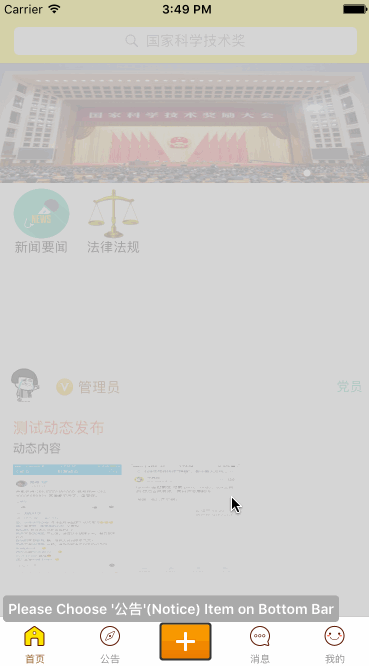 Carrier 3:49 PM
国家科学技术奖
国家科学技术奖励大会
NEWS
新闻要闻 法律法规
V 管理员 党员
测试动态发布
动态内容
Please Choose '公告'(Notice) Item on Bottom Bar
首页 公告 消息 我的